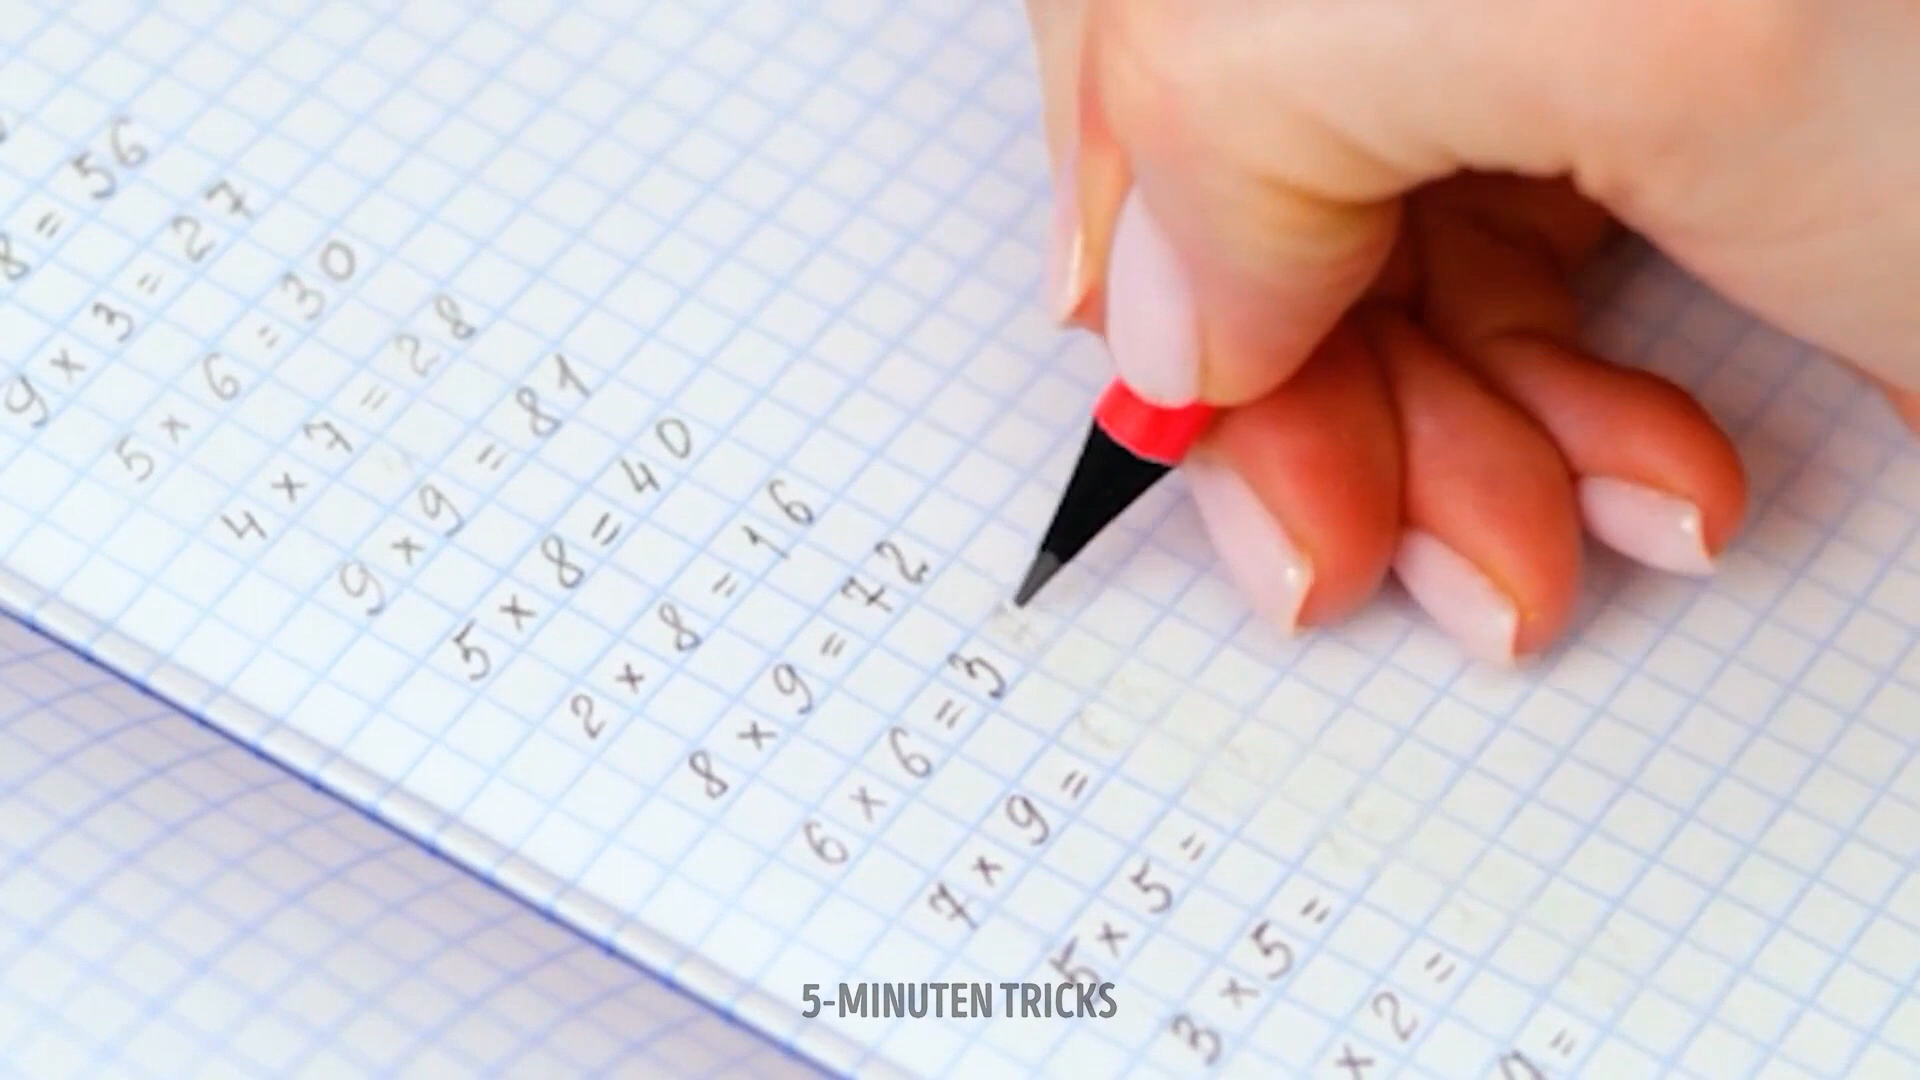 8 = 56
9 x 3 = 27
5 x 6 = 30
4 x 7 = 28
9 x 9 = 81
5 x 8 = 40
2 x 8 = 16
8 x 9 = 72
6 x 6 = 3
7 x 9 =
5 x 5 =
3 x 5 =
x 2 =
9 =
5-MINUTEN TRICKS